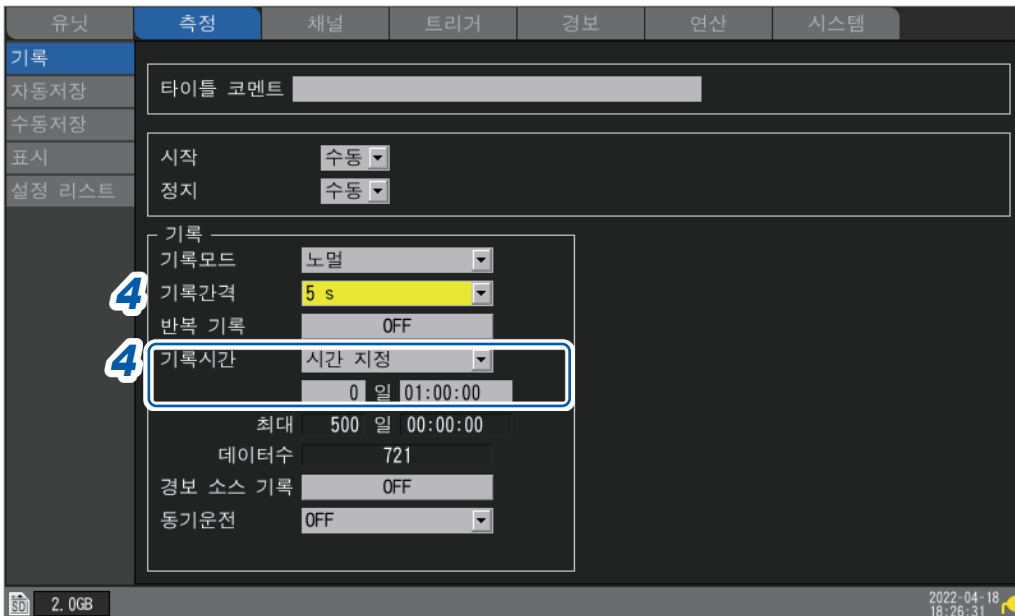 유닛 측정 채널 트리거 경보 연산 시스템
기록
자동저장
수동저장
표시
설정 리스트
타이틀 코멘트
시작 수동
정지 수동
기록
기록모드 노멀
4 기록간격 5 s
반복 기록 OFF
4 기록시간 시간 지정
0 일 01:00:00
최대 500 일 00:00:00
데이터수 721
경보 소스 기록 OFF
동기운전 OFF
SD 2.0GB
2022-04-18
18:26:31